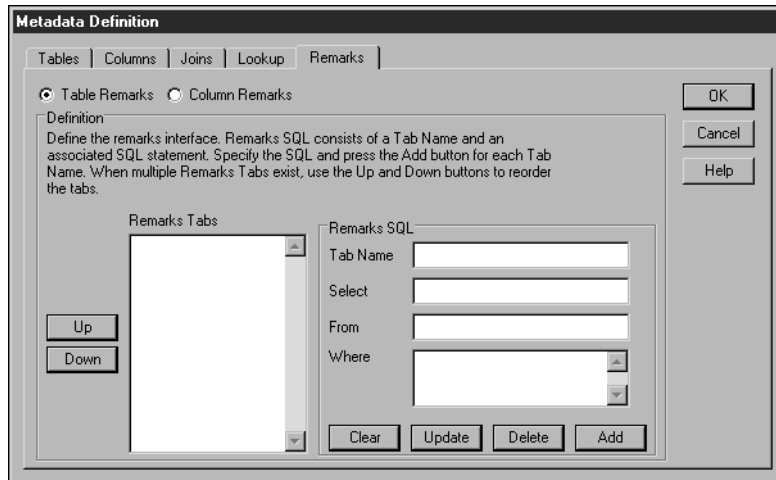 Metadata Definition
Tables Columns Joins Lookup Remarks
Table Remarks Column Remarks
Definition
Define the remarks interface. Remarks SQL consists of a Tab Name and an
associated SQL statement. Specify the SQL and press the Add button for each Tab
Name. When multiple Remarks Tabs exist, use the Up and Down buttons to reorder
the tabs.
OK
Cancel
Help
Remarks Tabs
Up
Down
Remarks SQL
Tab Name
Select
From
Where
Clear Update Delete Add